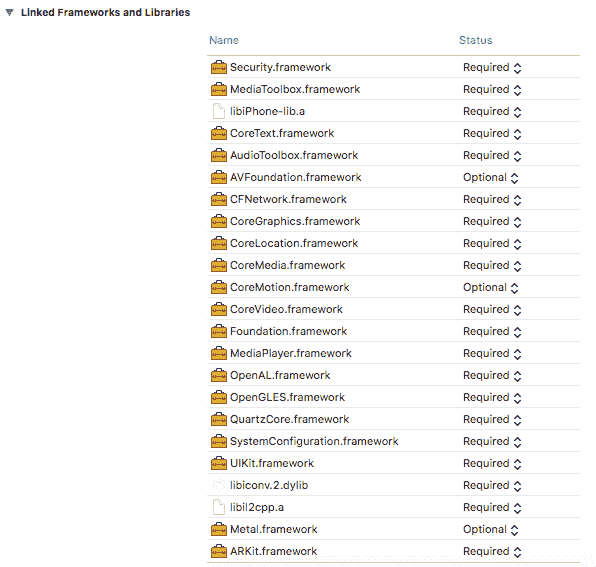 Linked Frameworks and Libraries
Name Status
Security.framework Required
MediaToolbox.framework Required
libiPhone-lib.a Required
CoreText.framework Required
AudioToolbox.framework Required
AVFoundation.framework Optional
CFNetwork.framework Required
CoreGraphics.framework Required
CoreLocation.framework Required
CoreMedia.framework Required
CoreMotion.framework Optional
CoreVideo.framework Required
Foundation.framework Required
MediaPlayer.framework Required
OpenAL.framework Required
OpenGLES.framework Required
QuartzCore.framework Required
SystemConfiguration.framework Required
UIKit.framework Required
libiconv.2.dylib Required
libil2cpp.a Required
Metal.framework Optional
ARKit.framework Required